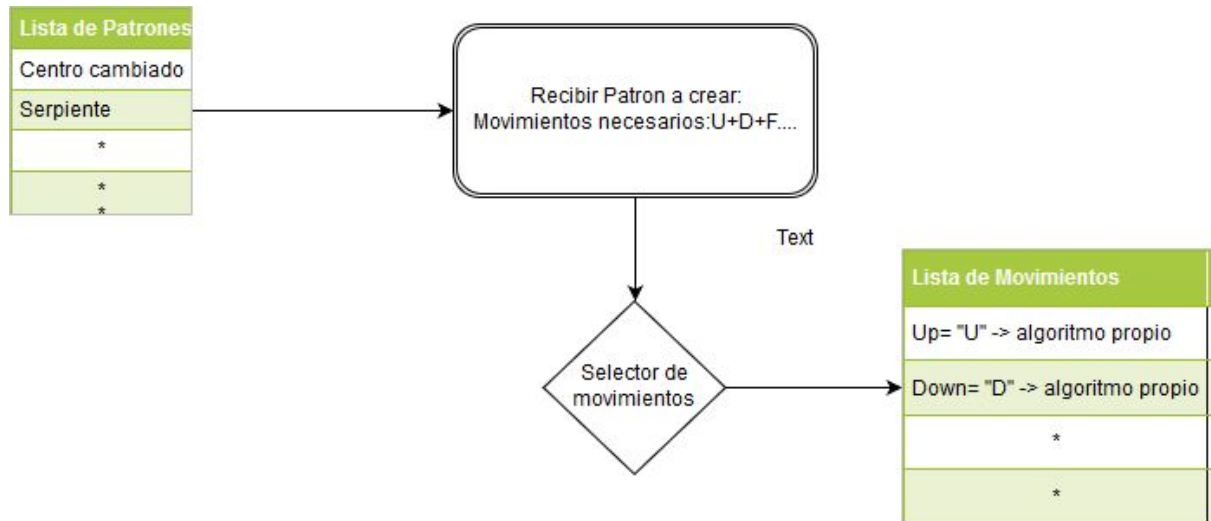 Lista de Patrones
Centro cambiado
Serpiente
*
*
*
Recibir Patron a crear:
Movimientos necesarios:U+D+F....
Text
Selector de
movimientos
Lista de Movimientos
Up= "U" -> algoritmo propio
Down= "D" -> algoritmo propio
*
*